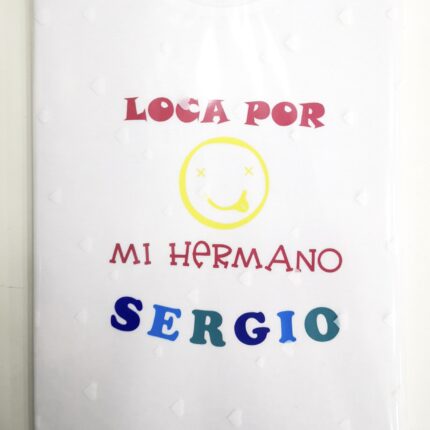 LOCA POR
MI HERMANO
SERGIO